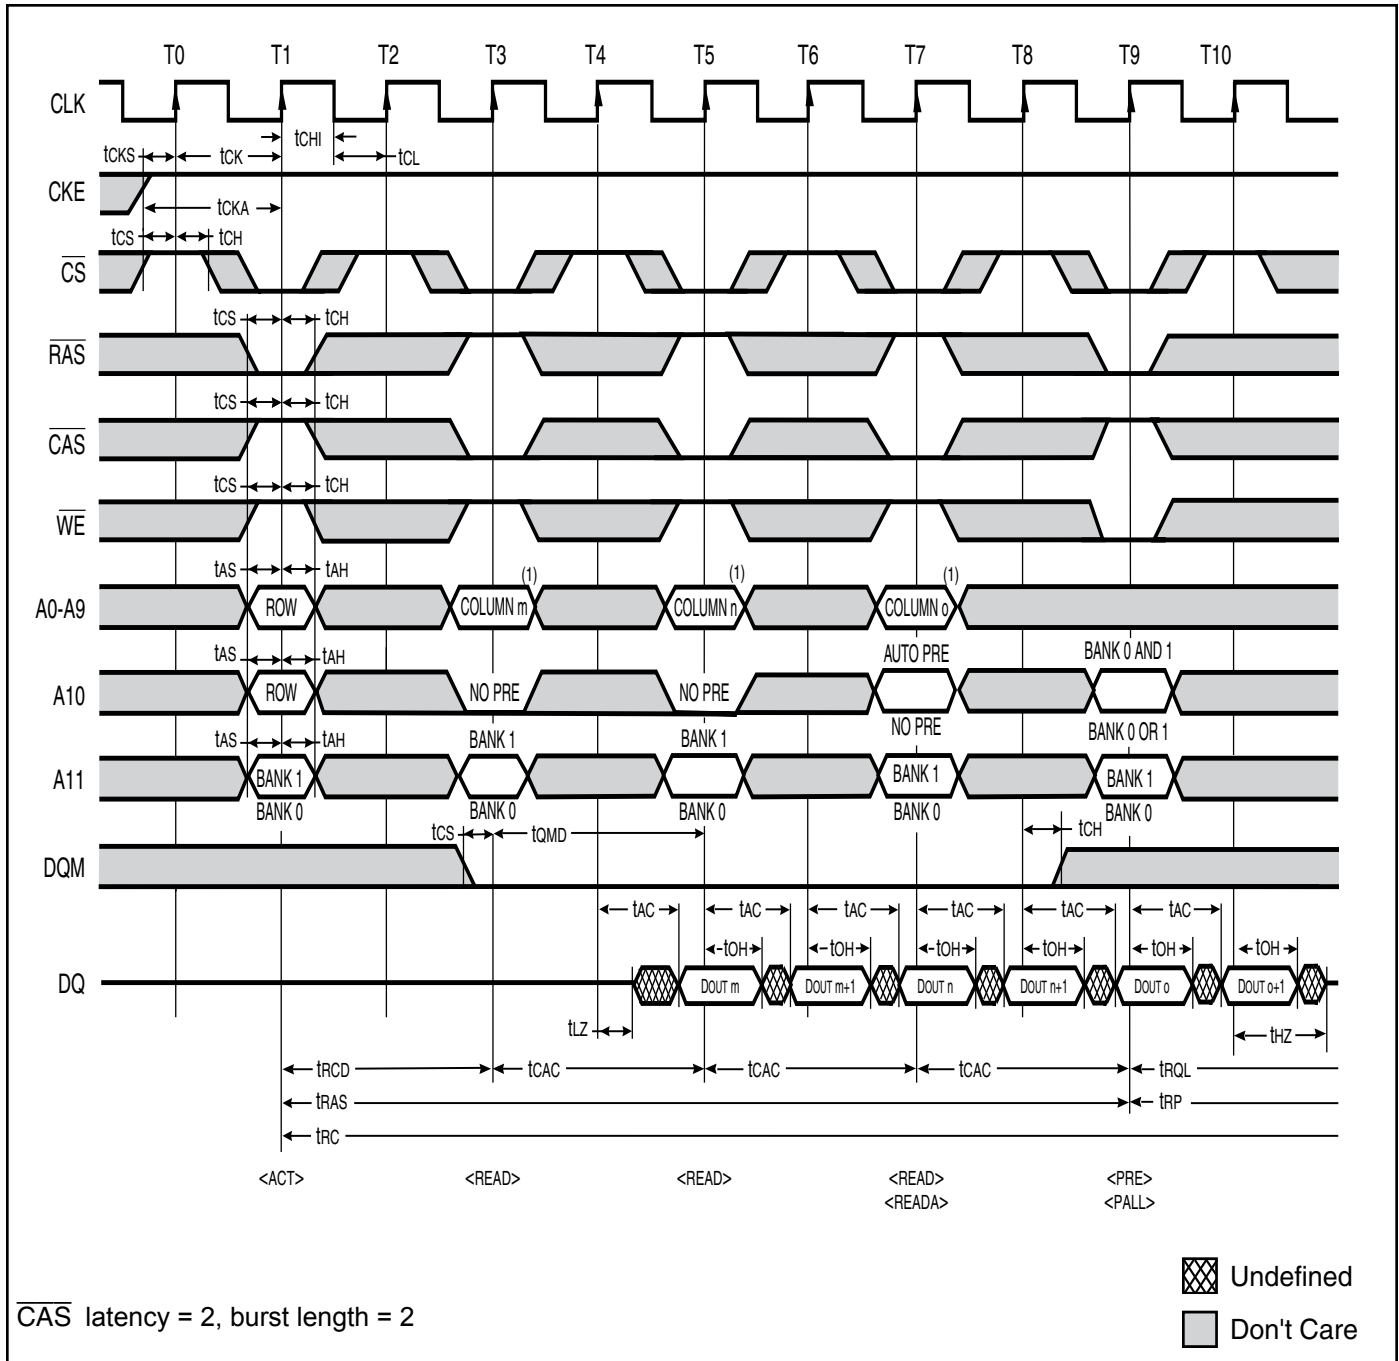 T0 T1 T2 T3 T4 T5 T6 T7 T8 T9 T10
CLK
tCHI
tCKS tCK tCL
CKE
tCKA
tCS tCH
CS
tCS tCH
RAS
tCS tCH
CAS
tCS tCH
WE
tAS tAH (1) (1) (1)
A0-A9 ROW COLUMN m COLUMN n COLUMN o
tAS tAH AUTO PRE BANK 0 AND 1
A10 ROW NO PRE NO PRE
NO PRE BANK 0 OR 1
tAS tAH BANK 1 BANK 1
A11 BANK 1 BANK 1 BANK 1
BANK 0 BANK 0 BANK 0 BANK 0 BANK 0
tCS tQMD tCH
DQM
tAC tAC tAC tAC tAC tAC
tOH tOH tOH tOH tOH tOH
DQ DOUT m DOUT m+1 DOUT n DOUT n+1 DOUT o DOUT o+1
tLZ tHZ
tRCD tCAC tCAC tCAC tRQL
tRAS tRP
tRC
<ACT> <READ> <READ> <READ> <PRE>
<READA> <PALL>
Undefined
CAS latency = 2, burst length = 2
Don't Care